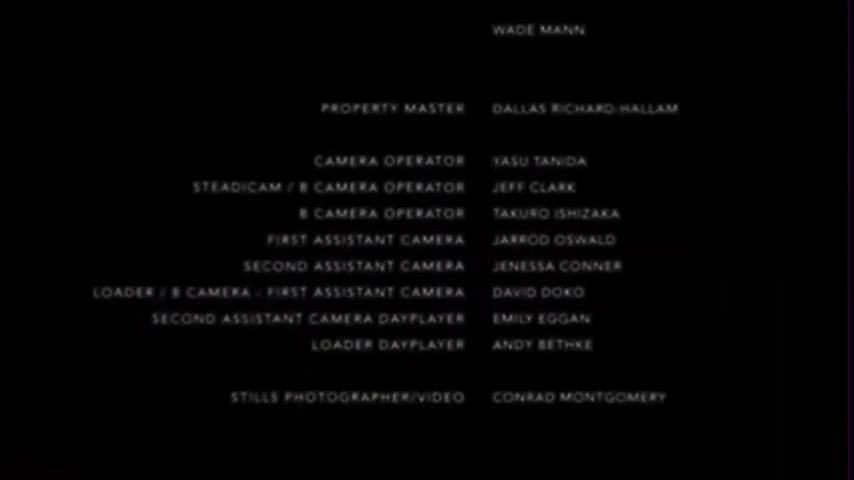 WADE MANN
PROPERTY MASTER DALLAS RICHARD-HALLAM
CAMERA OPERATOR YASU TANIDA
STEADICAM / B CAMERA OPERATOR JEFF CLARK
B CAMERA OPERATOR TAKURO ISHIZAKA
FIRST ASSISTANT CAMERA JARROD OSWALD
SECOND ASSISTANT CAMERA JENESSA CONNER
LOADER / B CAMERA - FIRST ASSISTANT CAMERA DAVID DOKO
SECOND ASSISTANT CAMERA DAYPLAYER EMILY EGGAN
LOADER DAYPLAYER ANDY BETHKE
STILLS PHOTOGRAPHER/VIDEO CONRAD MONTGOMERY